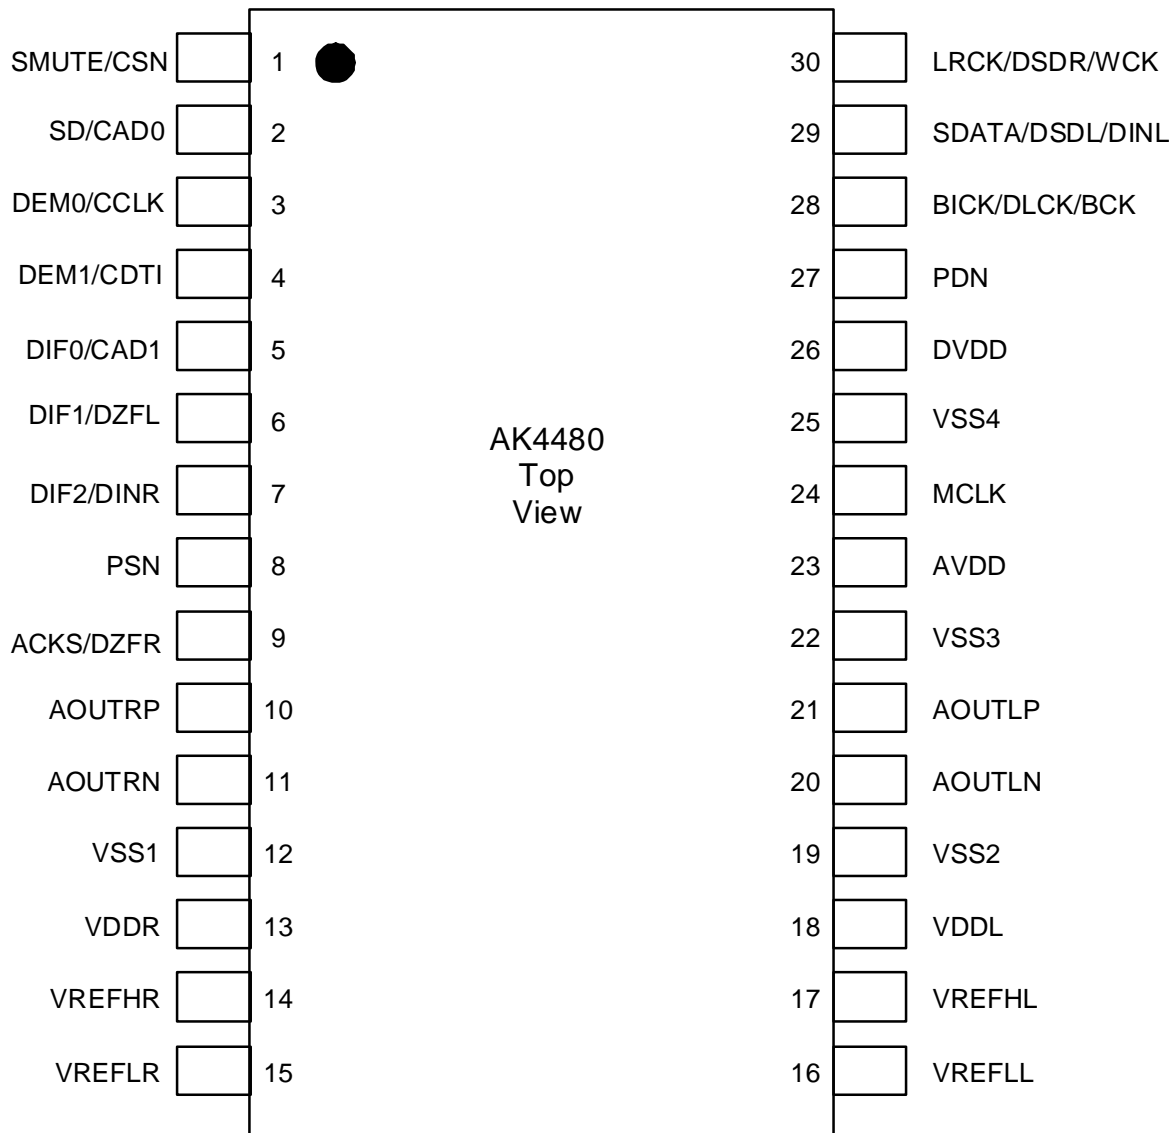 SMUTE/CSN 1 30 LRCK/DSDR/WCK
SD/CAD0 2 29 SDATA/DSDL/DINL
DEM0/CCLK 3 28 BICK/DLCK/BCK
DEM1/CDTI 4 27 PDN
DIF0/CAD1 5 26 DVDD
DIF1/DZFL 6 25 VSS4
AK4480
Top
View
DIF2/DINR 7 24 MCLK
PSN 8 23 AVDD
ACKS/DZFR 9 22 VSS3
AOUTRP 10 21 AOUTLP
AOUTRN 11 20 AOUTLN
VSS1 12 19 VSS2
VDDR 13 18 VDDL
VREFHR 14 17 VREFHL
VREFLR 15 16 VREFLL